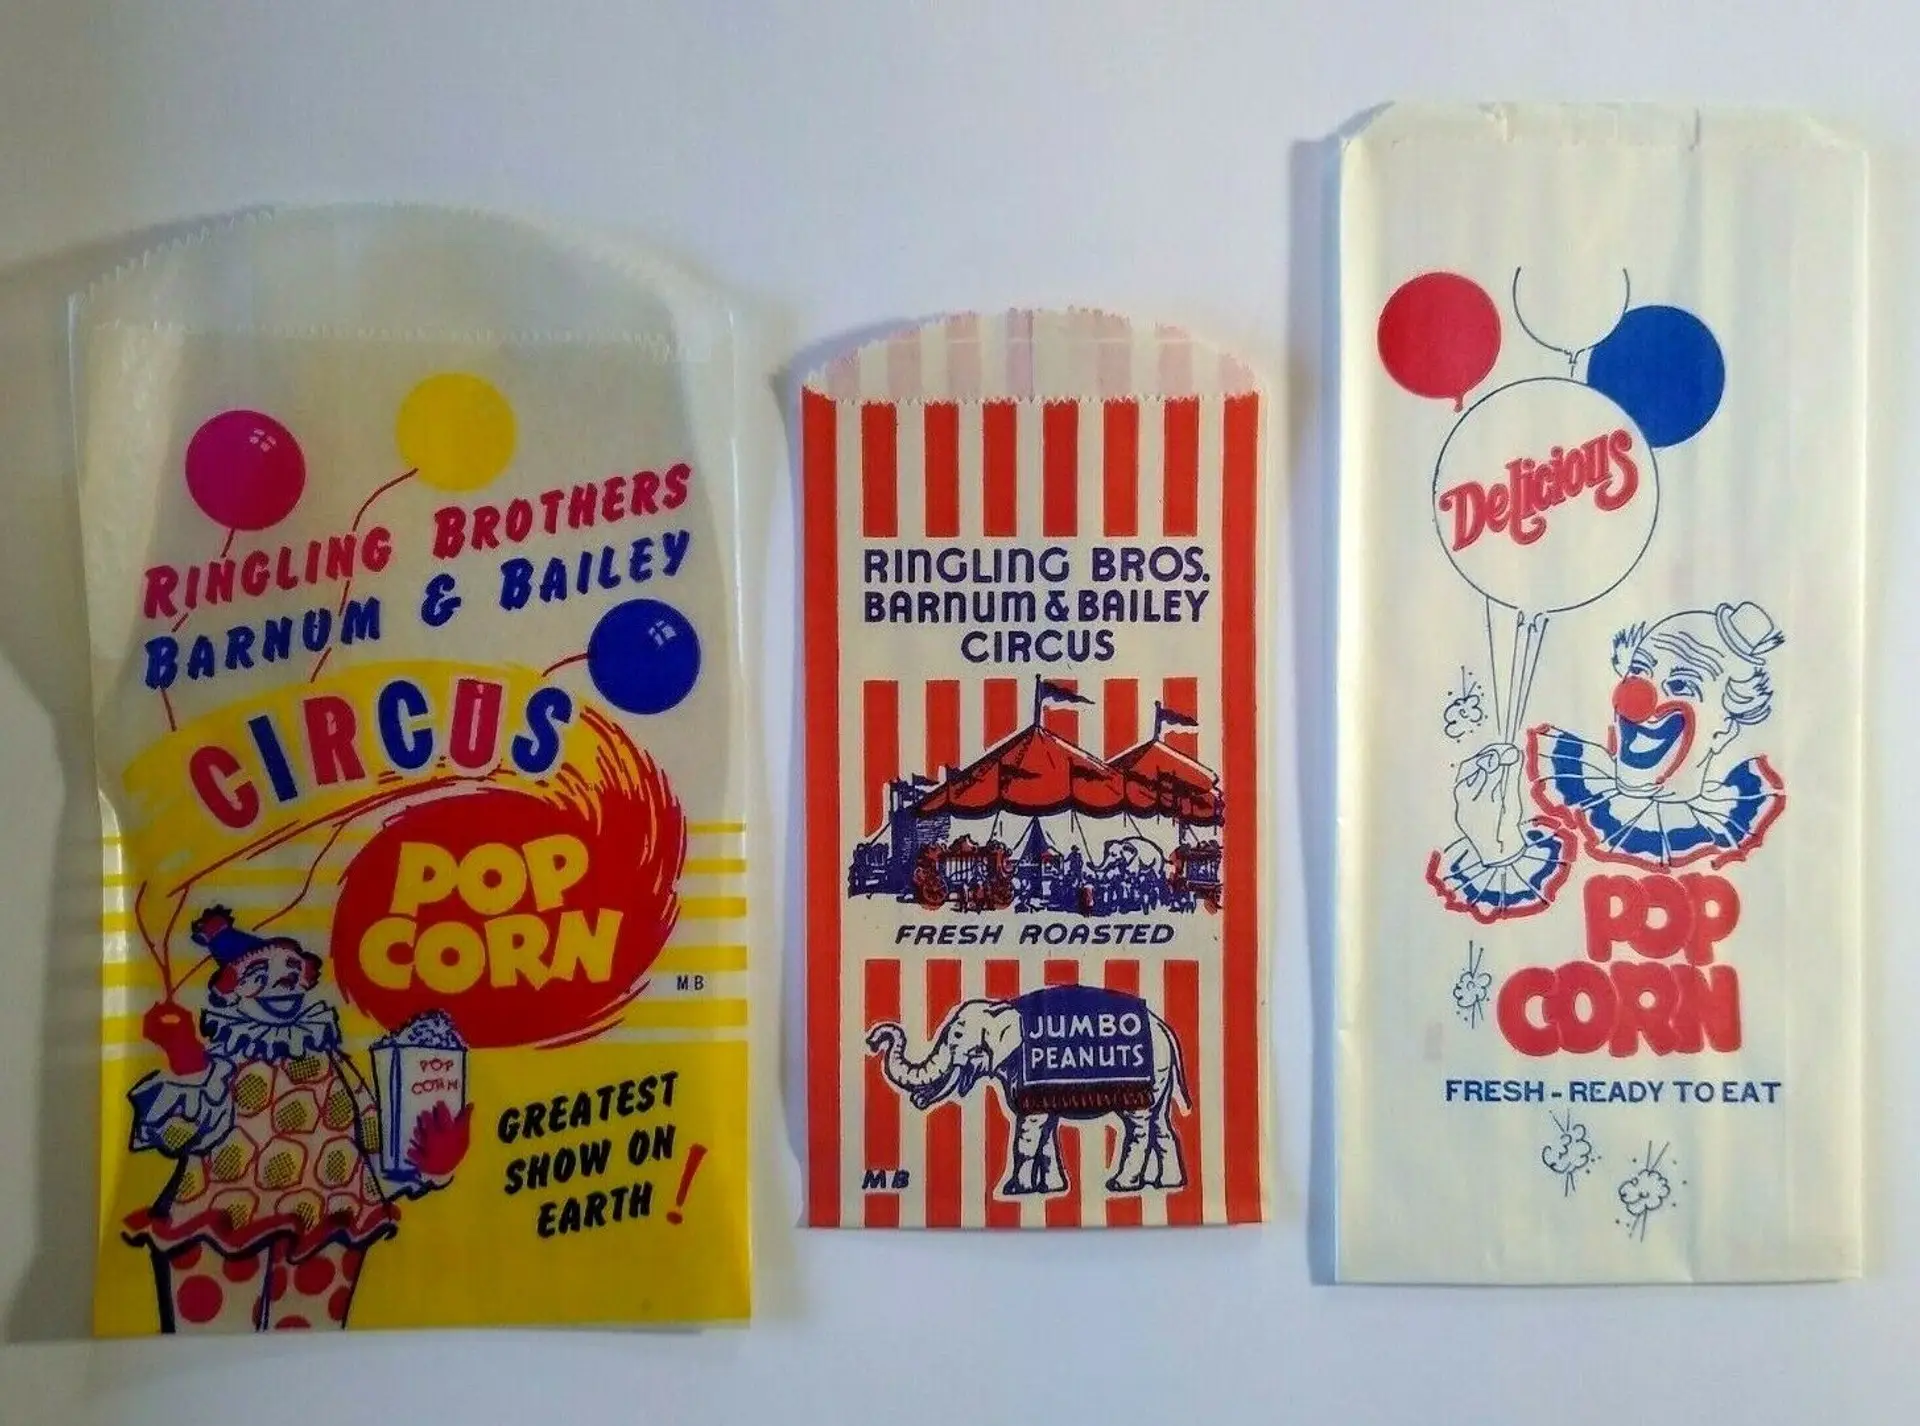 RINGLING BROTHERS
BARNUM & BAILEY
CIRCUS
POP
CORN
MB
POP
CORN
GREATEST
SHOW ON
EARTH!
RINGLING BROS.
BARNUM & BAILEY
CIRCUS
FRESH ROASTED
JUMBO
PEANUTS
MB
Delicious
POP
CORN
FRESH - READY TO EAT